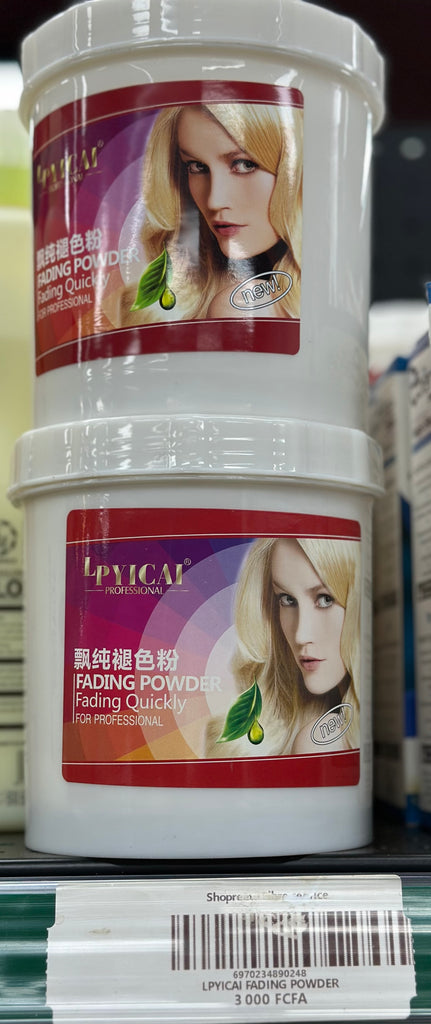 LPYICAI®
PROFESSIONAL
飘纯褪色粉
FADING POWDER
Fading Quickly
FOR PROFESSIONAL
new!
LPYICAI®
PROFESSIONAL
飘纯褪色粉
FADING POWDER
Fading Quickly
FOR PROFESSIONAL
new!
6970234890248
LPYICAI FADING POWDER
3 000 FCFA